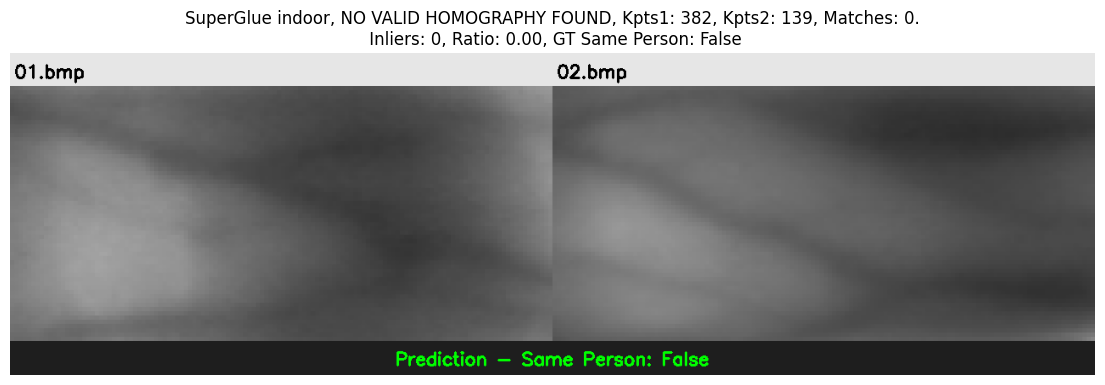 SuperGlue indoor, NO VALID HOMOGRAPHY FOUND, Kpts1: 382, Kpts2: 139, Matches: 0.
Inliers: 0, Ratio: 0.00, GT Same Person: False
01.bmp
02.bmp
Prediction – Same Person: False